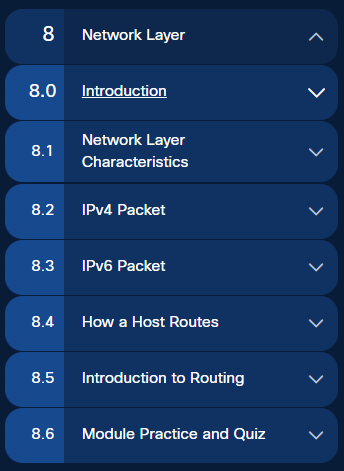 8 Network Layer
8.0 Introduction
8.1 Network Layer
Characteristics
8.2 IPv4 Packet
8.3 IPv6 Packet
8.4 How a Host Routes
8.5 Introduction to Routing
8.6 Module Practice and Quiz